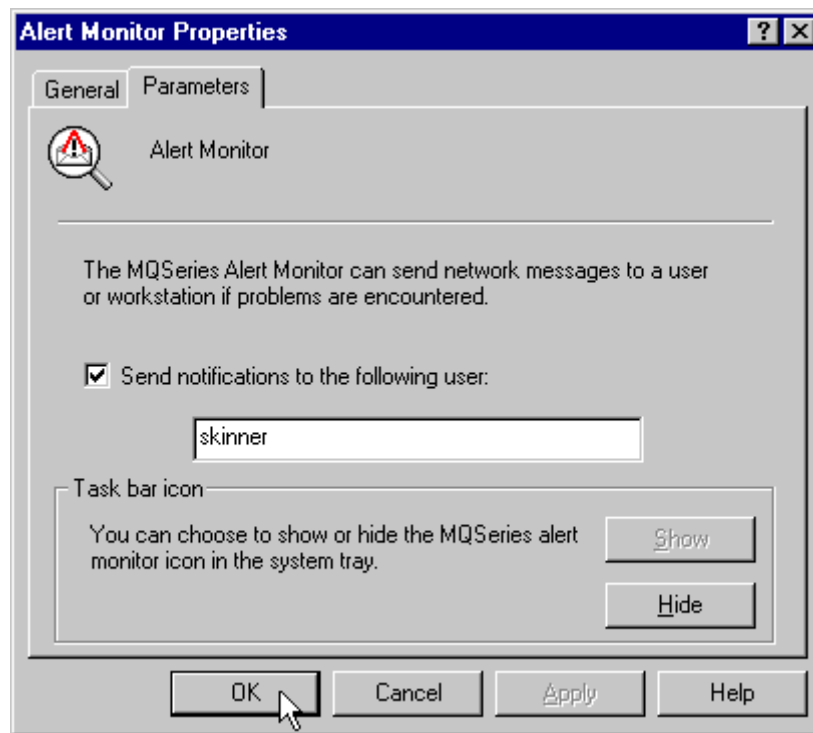 Alert Monitor Properties
General Parameters
Alert Monitor
The MQSeries Alert Monitor can send network messages to a user
or workstation if problems are encountered.
Send notifications to the following user:
skinner
Task bar icon
You can choose to show or hide the MQSeries alert
monitor icon in the system tray.
Show
Hide
OK Cancel Apply Help